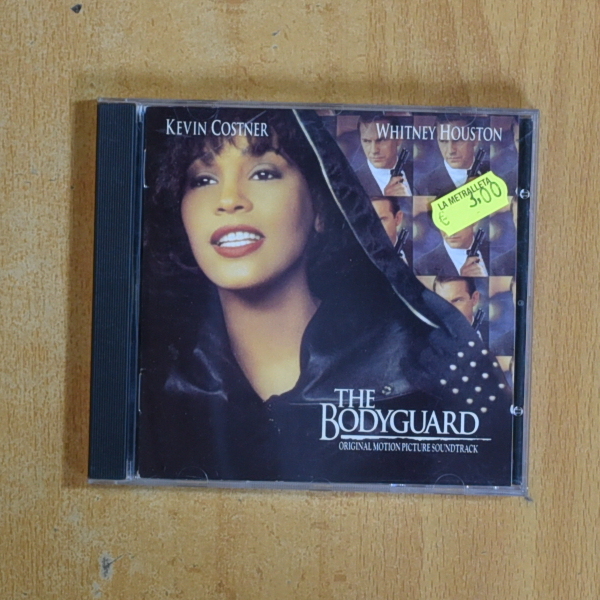 KEVIN COSTNER
WHITNEY HOUSTON
LA METRALLETA
€ 3,00
THE
BODYGUARD
ORIGINAL MOTION PICTURE SOUNDTRACK